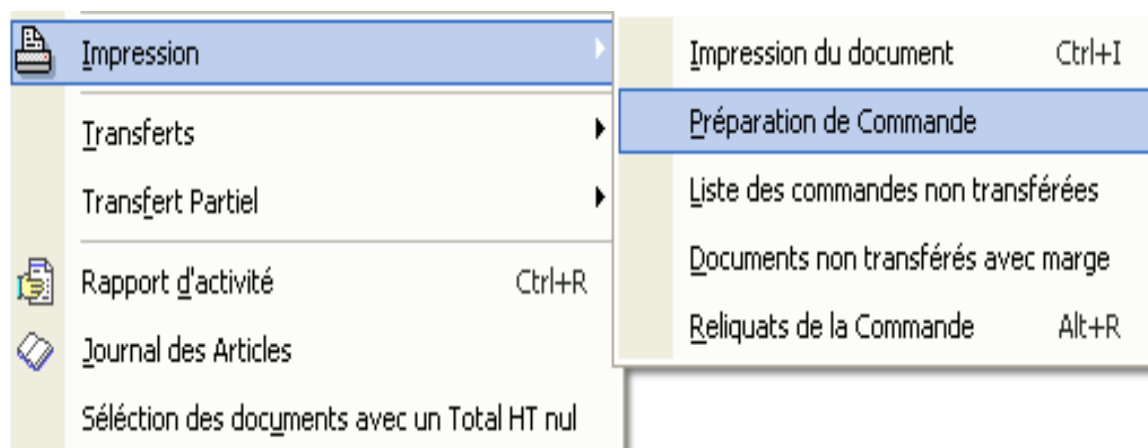 Impression
Transferts
Transfert Partiel
Rapport d'activité Ctrl+R
Journal des Articles
Séléction des documents avec un Total HT nul
Impression du document Ctrl+I
Préparation de Commande
Liste des commandes non transférées
Documents non transférés avec marge
Reliquats de la Commande Alt+R